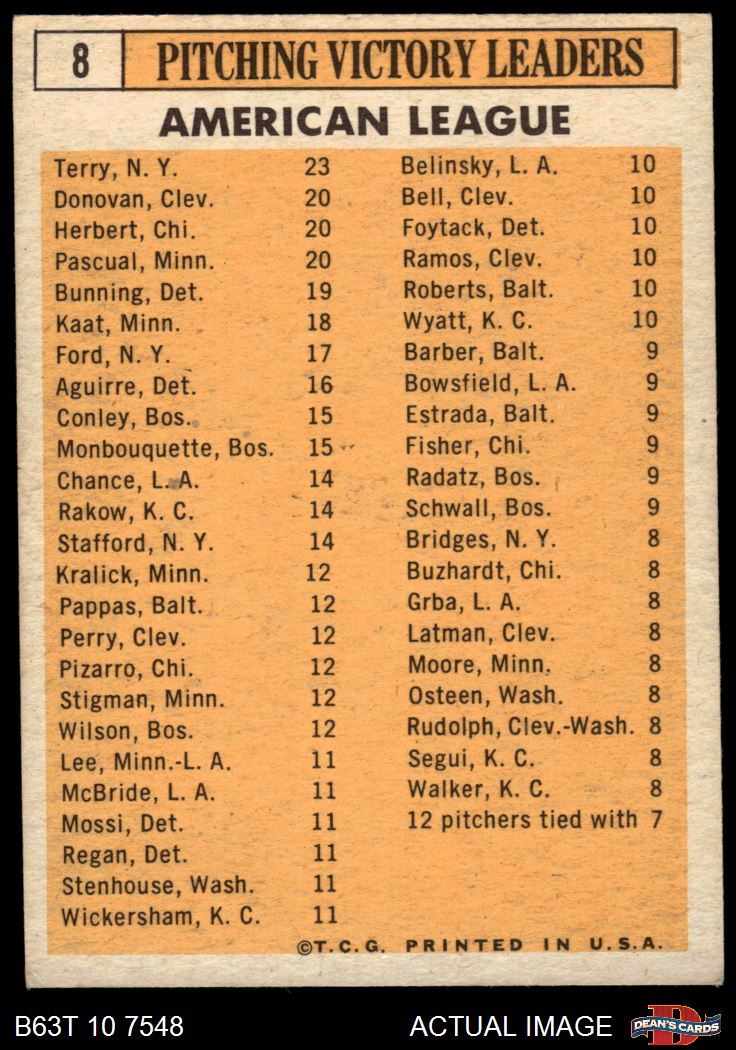 8 PITCHING VICTORY LEADERS
AMERICAN LEAGUE
Terry, N. Y. 23
Donovan, Clev. 20
Herbert, Chi. 20
Pascual, Minn. 20
Bunning, Det. 19
Kaat, Minn. 18
Ford, N. Y. 17
Aguirre, Det. 16
Conley, Bos. 15
Monbouquette, Bos. 15
Chance, L. A. 14
Rakow, K. C. 14
Stafford, N. Y. 14
Kralick, Minn. 12
Pappas, Balt. 12
Perry, Clev. 12
Pizarro, Chi. 12
Stigman, Minn. 12
Wilson, Bos. 12
Lee, Minn.-L. A. 11
McBride, L. A. 11
Mossi, Det. 11
Regan, Det. 11
Stenhouse, Wash. 11
Wickersham, K. C. 11
Belinsky, L. A. 10
Bell, Clev. 10
Foytack, Det. 10
Ramos, Clev. 10
Roberts, Balt. 10
Wyatt, K. C. 10
Barber, Balt. 9
Bowsfield, L. A. 9
Estrada, Balt. 9
Fisher, Chi. 9
Radatz, Bos. 9
Schwall, Bos. 9
Bridges, N. Y. 8
Buzhardt, Chi. 8
Grba, L. A. 8
Latman, Clev. 8
Moore, Minn. 8
Osteen, Wash. 8
Rudolph, Clev.-Wash. 8
Segui, K. C. 8
Walker, K. C. 8
12 pitchers tied with 7
©T.C.G. PRINTED IN U.S.A.
B63T 10 7548 ACTUAL IMAGE DEAN'S CARDS